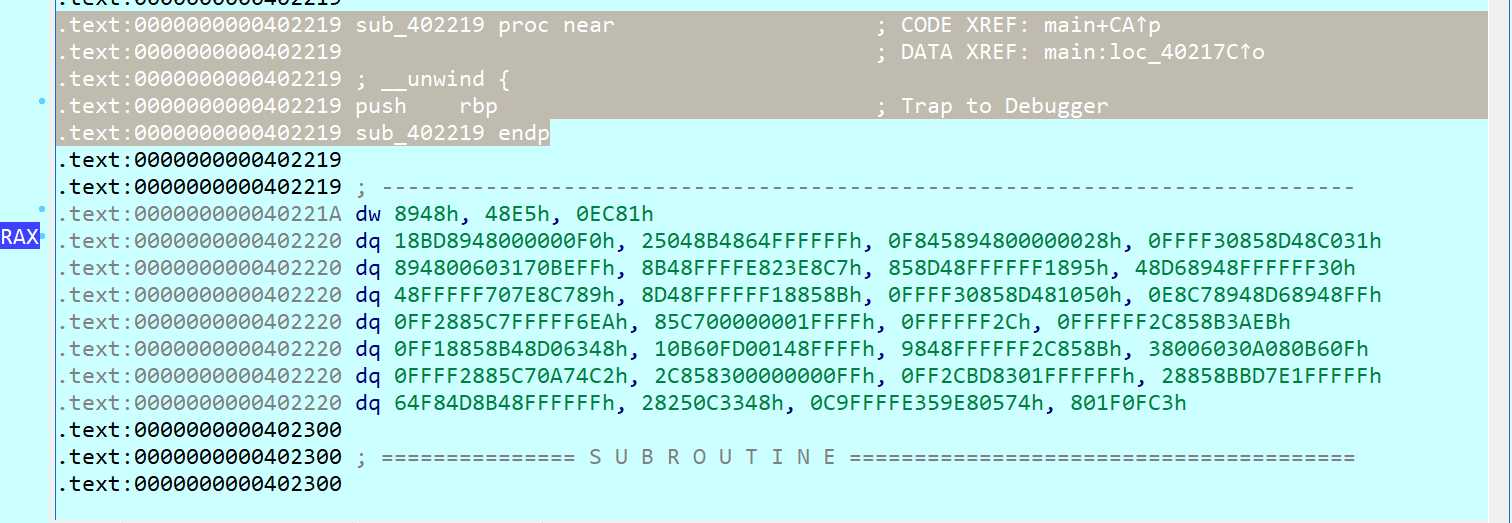 .text:0000000000402219
.text:0000000000402219 sub_402219 proc near ; CODE XREF: main+CA↑p
.text:0000000000402219 ; DATA XREF: main:loc_40217C↑o
.text:0000000000402219 ; __unwind {
.text:0000000000402219 push rbp ; Trap to Debugger
.text:0000000000402219 sub_402219 endp
.text:0000000000402219
.text:0000000000402219 ; ---------------------------------------------------------------------------
.text:000000000040221A dw 8948h, 48E5h, 0EC81h
RAX .text:0000000000402220 dq 18BD8948000000F0h, 25048B4864FFFFFFh, 0F845894800000028h, 0FFFF30858D48C031h
.text:0000000000402220 dq 894800603170BEFFh, 8B48FFFFE823E8C7h, 858D48FFFFFF1895h, 48D68948FFFFFF30h
.text:0000000000402220 dq 48FFFFF707E8C789h, 8D48FFFFFF18858Bh, 0FFFF30858D481050h, 0E8C78948D68948FFh
.text:0000000000402220 dq 0FF2885C7FFFFF6EAh, 85C700000001FFFFh, 0FFFFFF2Ch, 0FFFFFF2C858B3AEBh
.text:0000000000402220 dq 0FF18858B48D06348h, 10B60FD00148FFFFh, 9848FFFFFF2C858Bh, 38006030A080B60Fh
.text:0000000000402220 dq 0FFFF2885C70A74C2h, 2C858300000000FFh, 0FF2CBD8301FFFFFFh, 28858BBD7E1FFFFFh
.text:0000000000402220 dq 64F84D8B48FFFFFFh, 28250C3348h, 0C9FFFFE359E80574h, 801F0FC3h
.text:0000000000402300
.text:0000000000402300 ; =============== S U B R O U T I N E =======================================
.text:0000000000402300